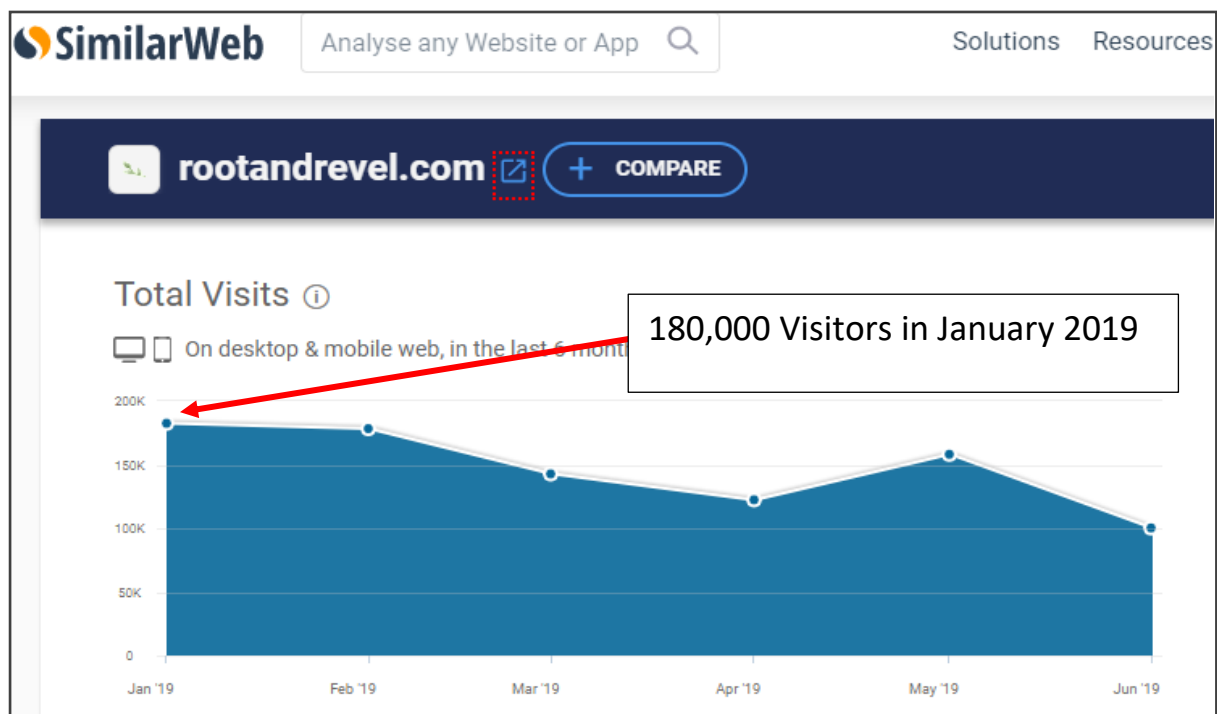 SimilarWeb
Analyse any Website or App
Solutions Resources
rootandrevel.com
+ COMPARE
Total Visits
180,000 Visitors in January 2019
On desktop & mobile web, in the last 6
200K
150K
100K
50K
0
Jan '19 Feb '19 Mar '19 Apr '19 May '19 Jun '19